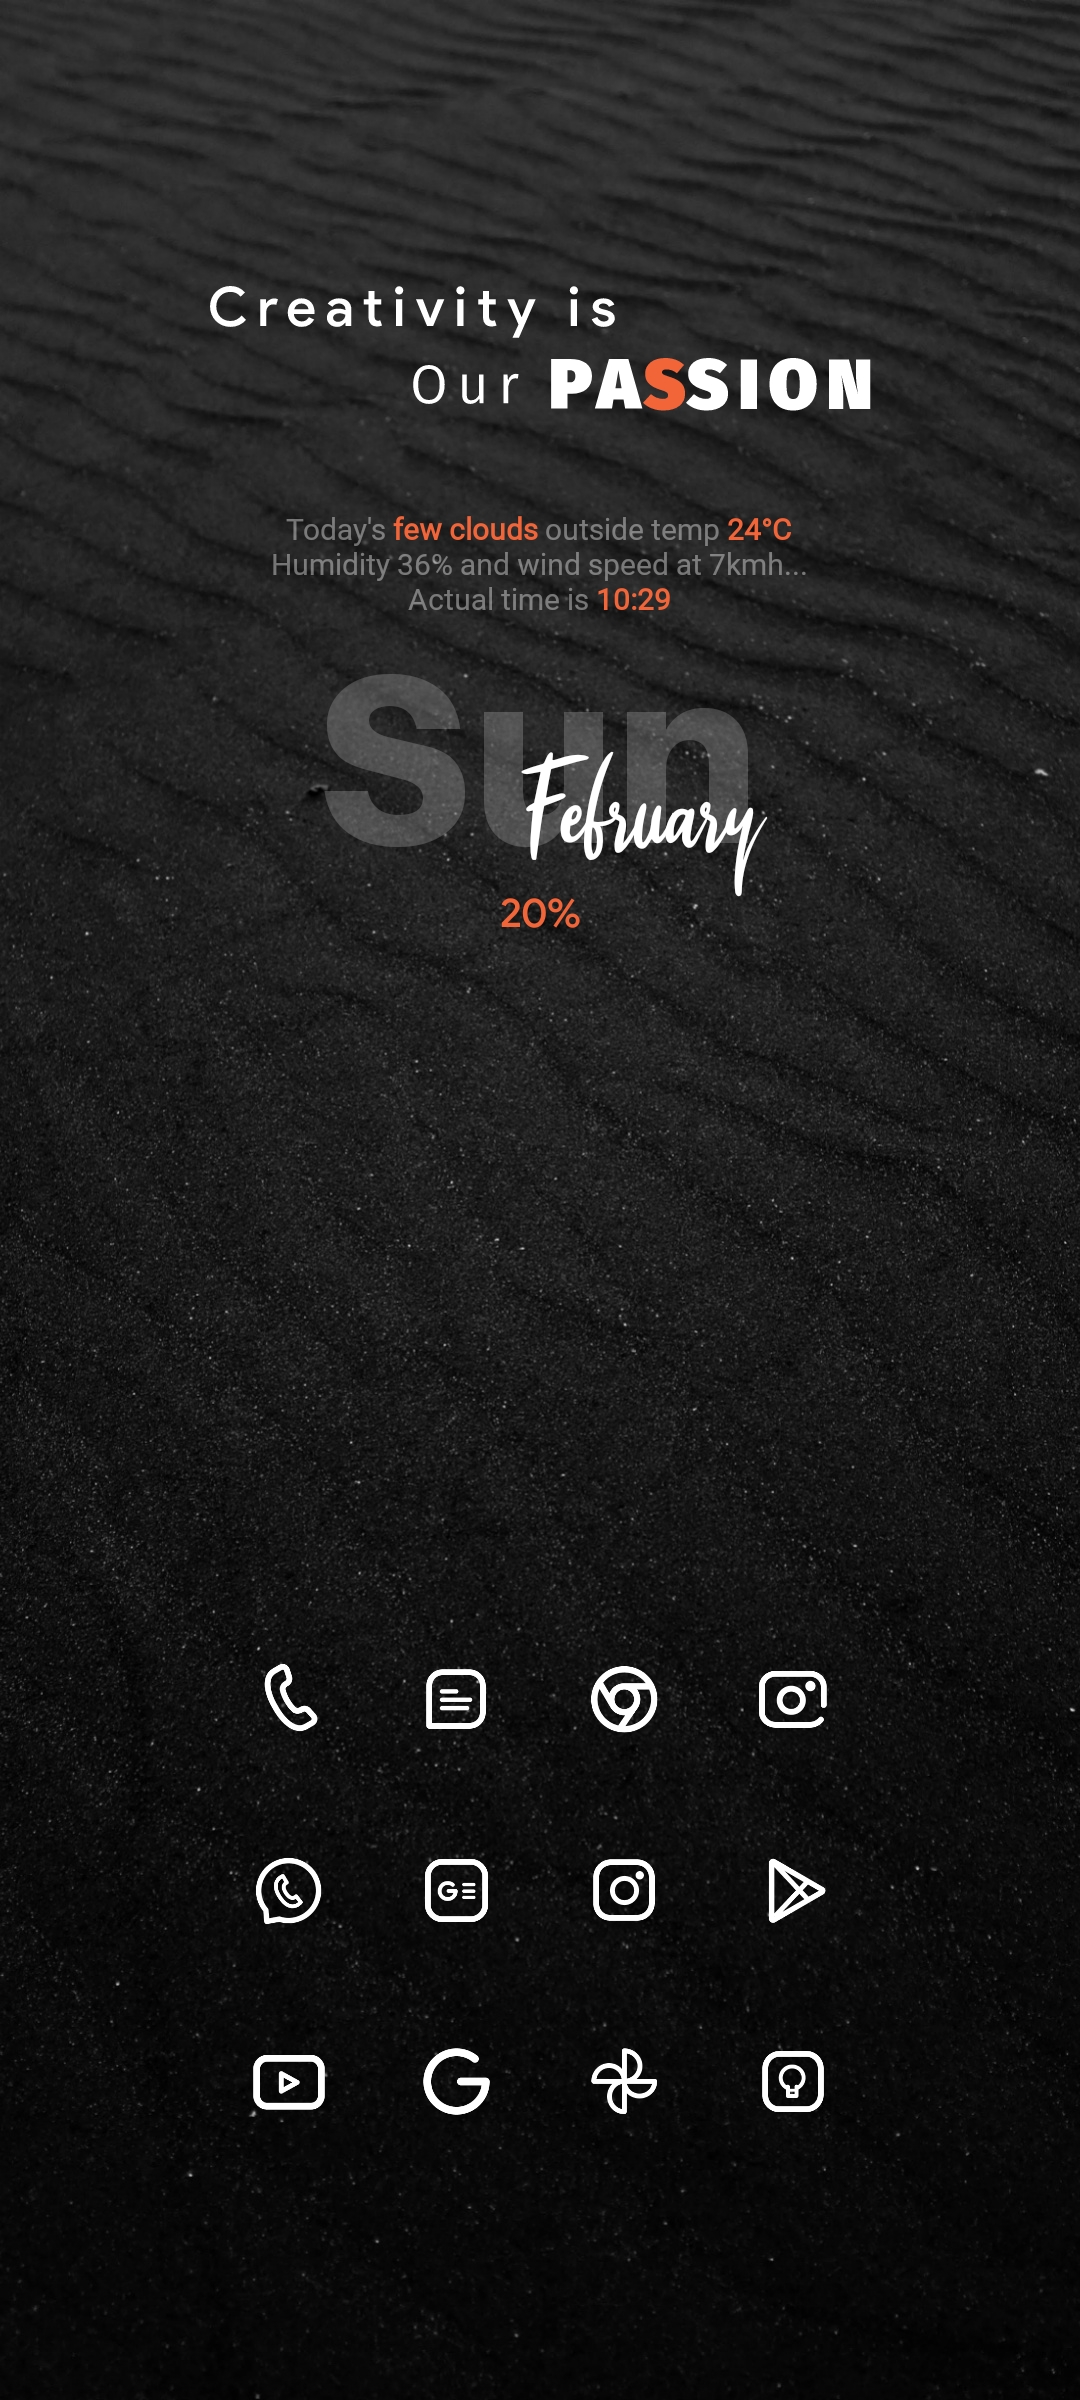 Creativity is
Our PASSION
Today's few clouds outside temp 24°C
Humidity 36% and wind speed at 7kmh...
Actual time is 10:29
Sun
February
20%